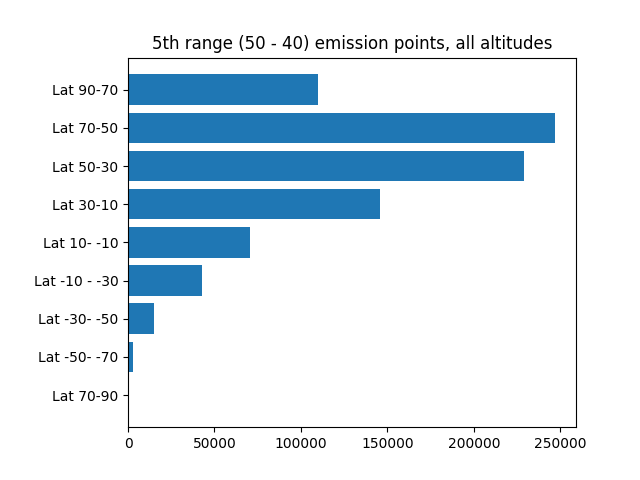 5th range (50 - 40) emission points, all altitudes
Lat 90-70
Lat 70-50
Lat 50-30
Lat 30-10
Lat 10- -10
Lat -10 - -30
Lat -30- -50
Lat -50- -70
Lat 70-90
0 50000 100000 150000 200000 250000